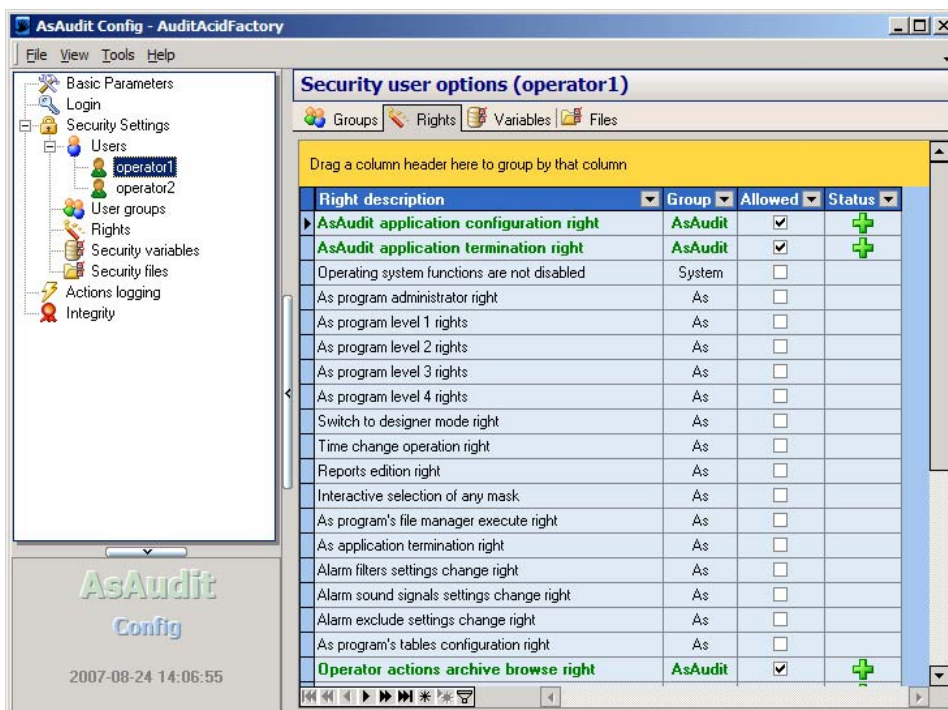 AsAudit Config - AuditAcidFactory
File View Tools Help
Basic Parameters
Login
Security Settings
Users
operator1
operator2
User groups
Rights
Security variables
Security files
Actions logging
Integrity
AsAudit
Config
2007-08-24 14:06:55
Security user options (operator1)
Groups Rights Variables Files
Drag a column header here to group by that column
Right description Group Allowed Status
AsAudit application configuration right AsAudit
AsAudit application termination right AsAudit
Operating system functions are not disabled System
As program administrator right As
As program level 1 rights As
As program level 2 rights As
As program level 3 rights As
As program level 4 rights As
Switch to designer mode right As
Time change operation right As
Reports edition right As
Interactive selection of any mask As
As program's file manager execute right As
As application termination right As
Alarm filters settings change right As
Alarm sound signals settings change right As
Alarm exclude settings change right As
As program's tables configuration right As
Operator actions archive browse right AsAudit